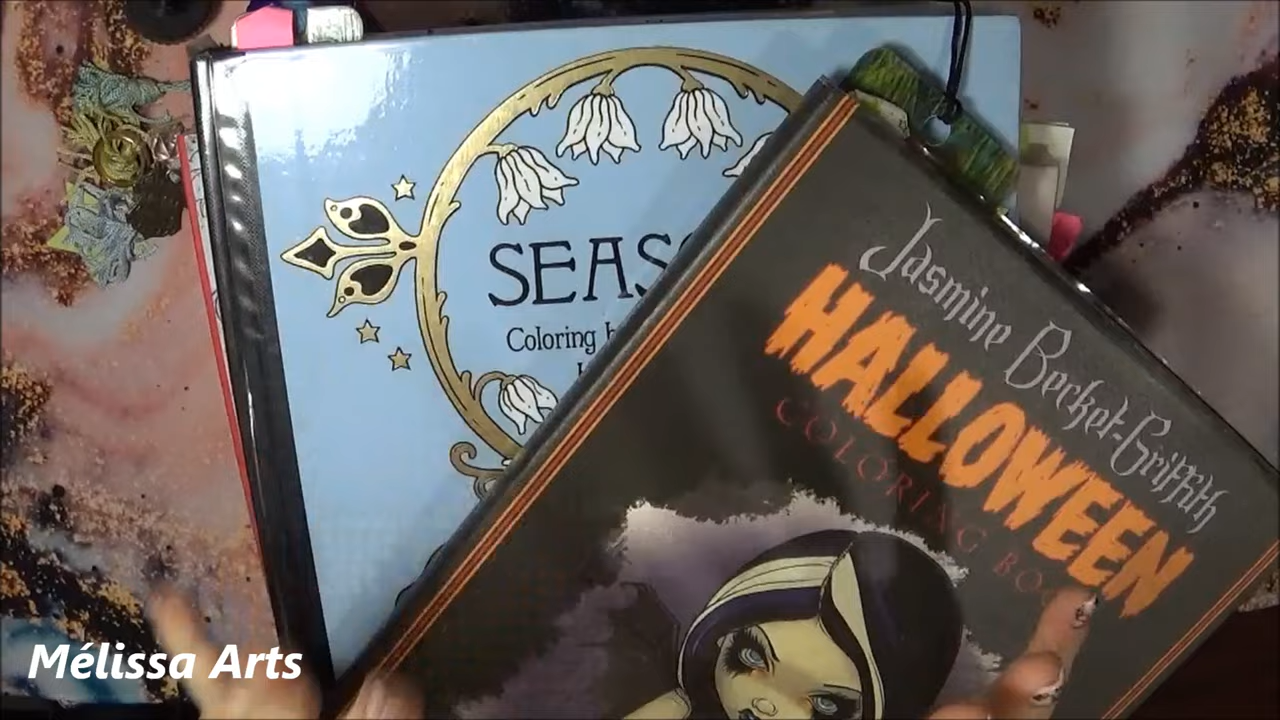 SEAS
Coloring
Jasmine Becket-Griffith
HALLOWEEN
COLORING BOO
Mélissa Arts